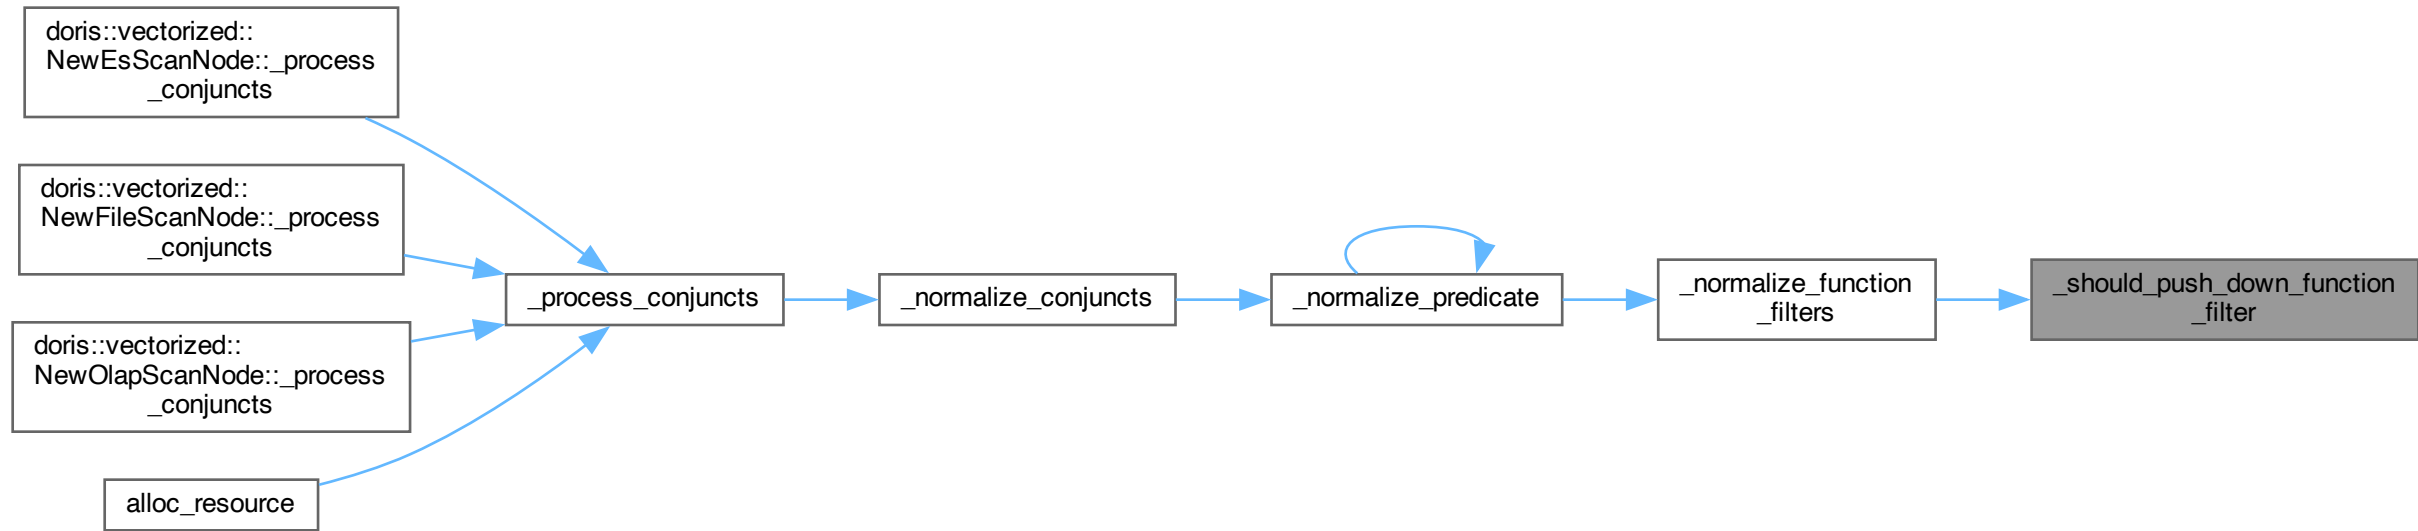 doris::vectorized::
NewEsScanNode::_process
_conjuncts
doris::vectorized::
NewFileScanNode::_process
_conjuncts
doris::vectorized::
NewOlapScanNode::_process
_conjuncts
alloc_resource
_process_conjuncts
_normalize_conjuncts
_normalize_predicate
_normalize_function
_filters
_should_push_down_function
_filter